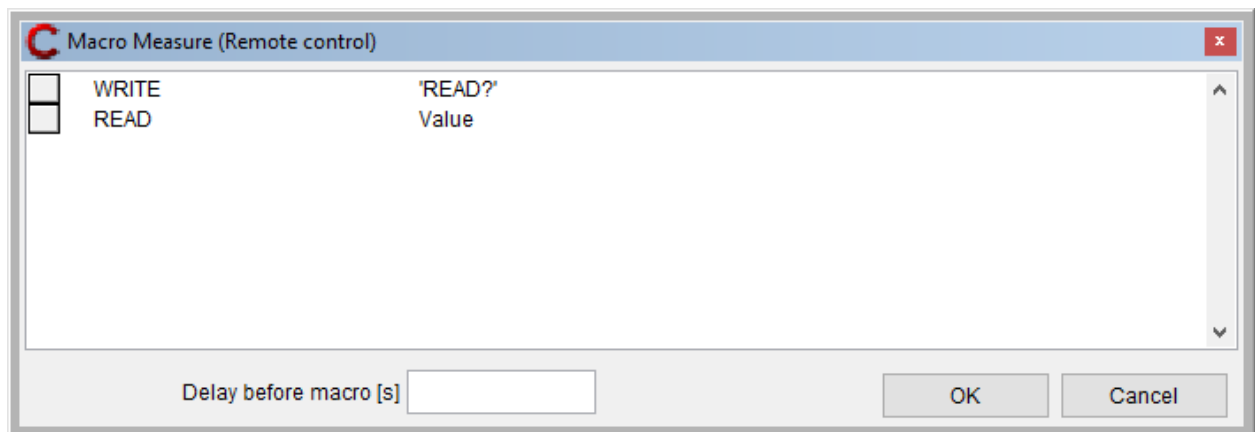 Macro Measure (Remote control)
WRITE 'READ?'
READ Value
Delay before macro [s] OK Cancel